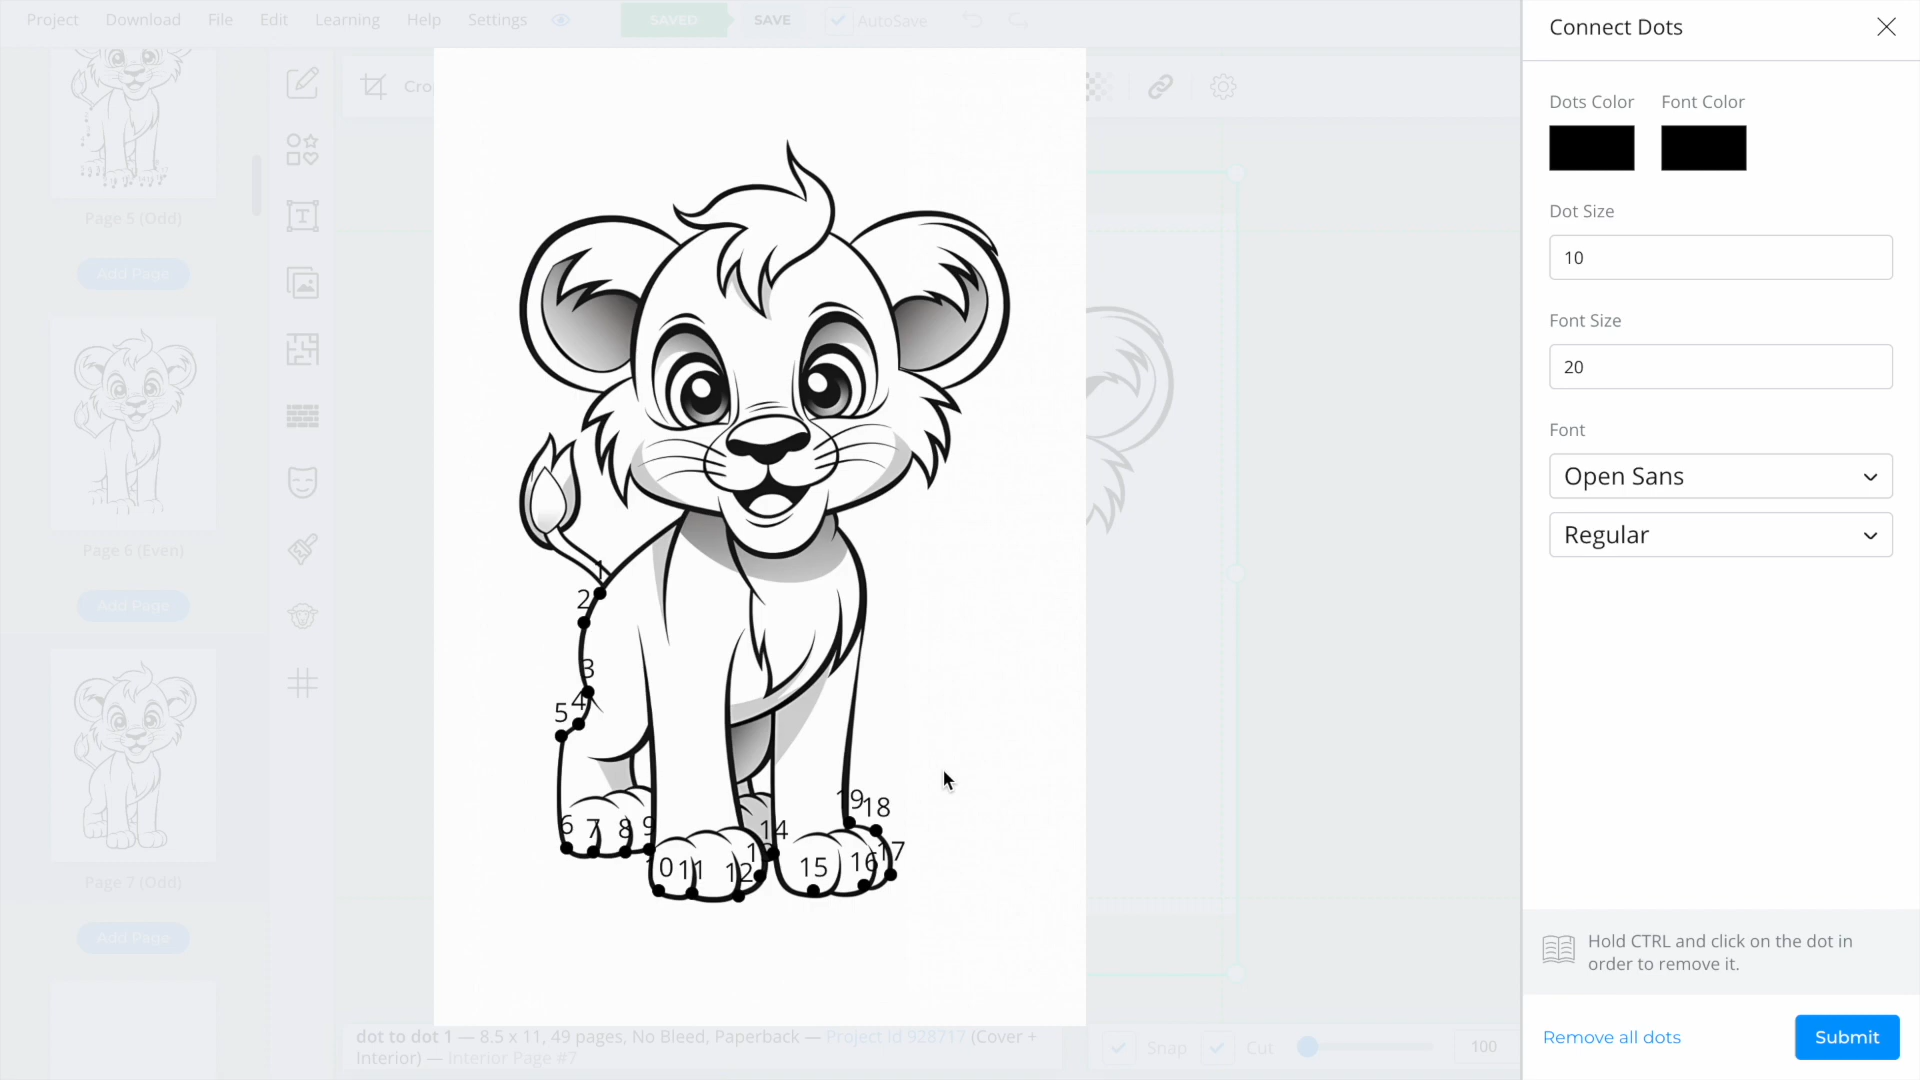 Project Download File Edit Learning Help Settings SAVED SAVE AutoSave
Connect Dots
Cro
Dots Color Font Color
Dot Size
10
Font Size
20
Font
Open Sans
Regular
Page 5 (Odd)
Add Page
Page 6 (Even)
Add Page
Page 7 (Odd)
Add Page
1
2
3
4
5
6 7 8 9
10 11 12 13
14
15 16 17
18
19
Hold CTRL and click on the dot in
order to remove it.
Remove all dots Submit
dot to dot 1 — 8.5 x 11, 49 pages, No Bleed, Paperback — Project Id 928717 (Cover +
Interior) — Interior Page #7
Snap Cut 100